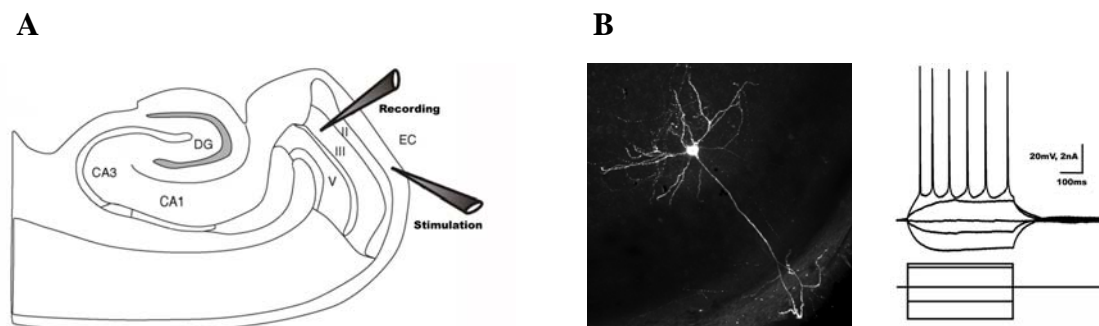 A
B
Recording
II
EC
III
DG
V
CA3
CA1
Stimulation
20mV, 2nA
100ms